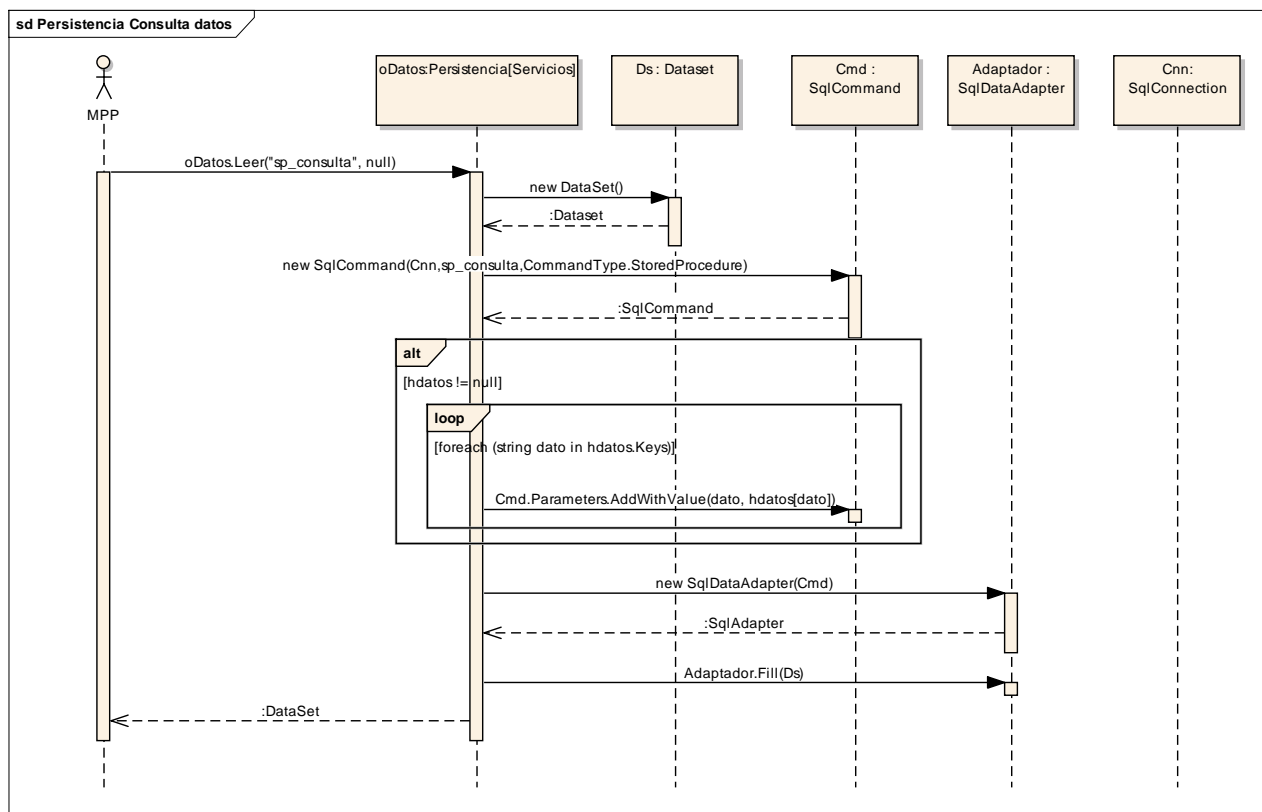 sd Persistencia Consulta datos
MPP
oDatos:Persistencia[Servicios]
Ds : Dataset
Cmd :
SqlCommand
Adaptador :
SqlDataAdapter
Cnn:
SqlConnection
oDatos.Leer("sp_consulta", null)
new DataSet()
:Dataset
new SqlCommand(Cnn,sp_consulta,CommandType.StoredProcedure)
:SqlCommand
alt
[hdatos != null]
loop
[foreach (string dato in hdatos.Keys)]
Cmd.Parameters.AddWithValue(dato, hdatos[dato])
new SqlDataAdapter(Cmd)
:SqlAdapter
Adaptador.Fill(Ds)
:DataSet